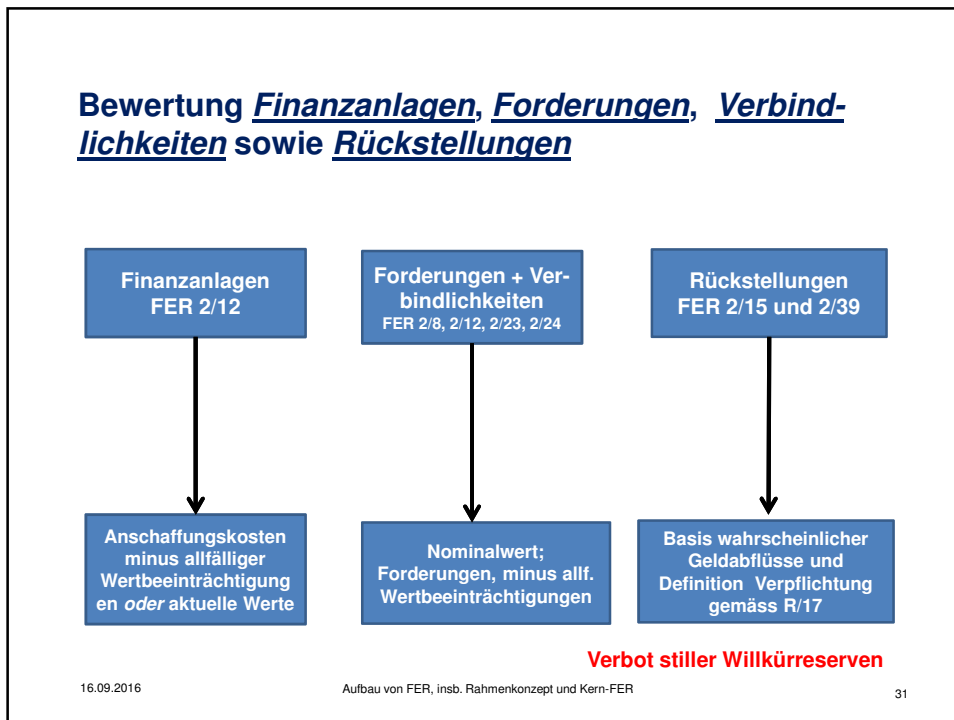 Bewertung Finanzanlagen, Forderungen, Verbind-
lichkeiten sowie Rückstellungen
Finanzanlagen
FER 2/12
Forderungen + Ver-
bindlichkeiten
FER 2/8, 2/12, 2/23, 2/24
Rückstellungen
FER 2/15 und 2/39
Anschaffungskosten
minus allfälliger
Wertbeeinträchtigung
en oder aktuelle Werte
Nominalwert;
Forderungen, minus allf.
Wertbeeinträchtigungen
Basis wahrscheinlicher
Geldabflüsse und
Definition Verpflichtung
gemäss R/17
Verbot stiller Willkürreserven
16.09.2016
Aufbau von FER, insb. Rahmenkonzept und Kern-FER
31